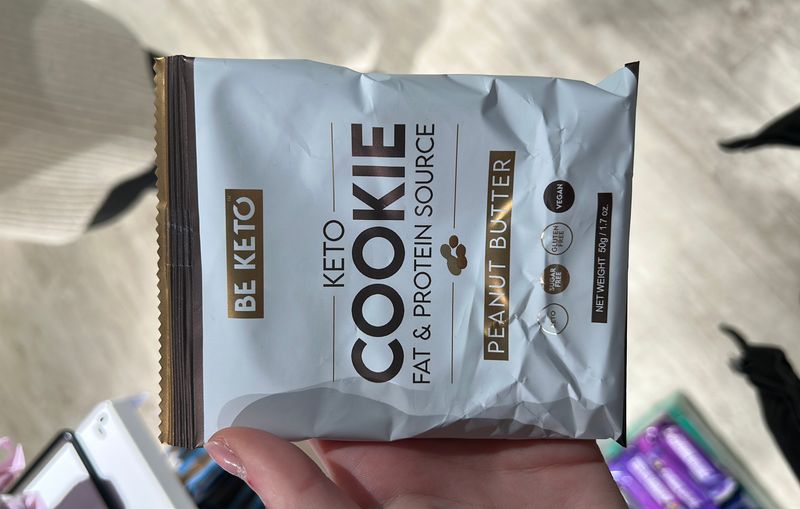 BE KETO™
KETO
COOKIE
FAT & PROTEIN SOURCE
PEANUT BUTTER
KETO
SUGAR
FREE
GLUTEN
FREE
VEGAN
NET WEIGHT 50g / 1.7 oz.